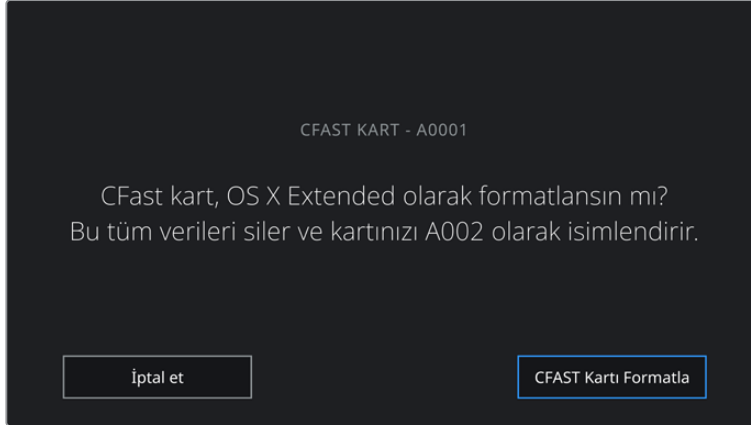 CFAST KART - A0001
CFast kart, OS X Extended olarak formatlansın mı?
Bu tüm verileri siler ve kartınızı A002 olarak isimlendirir.
İptal et
CFAST Kartı Formatla